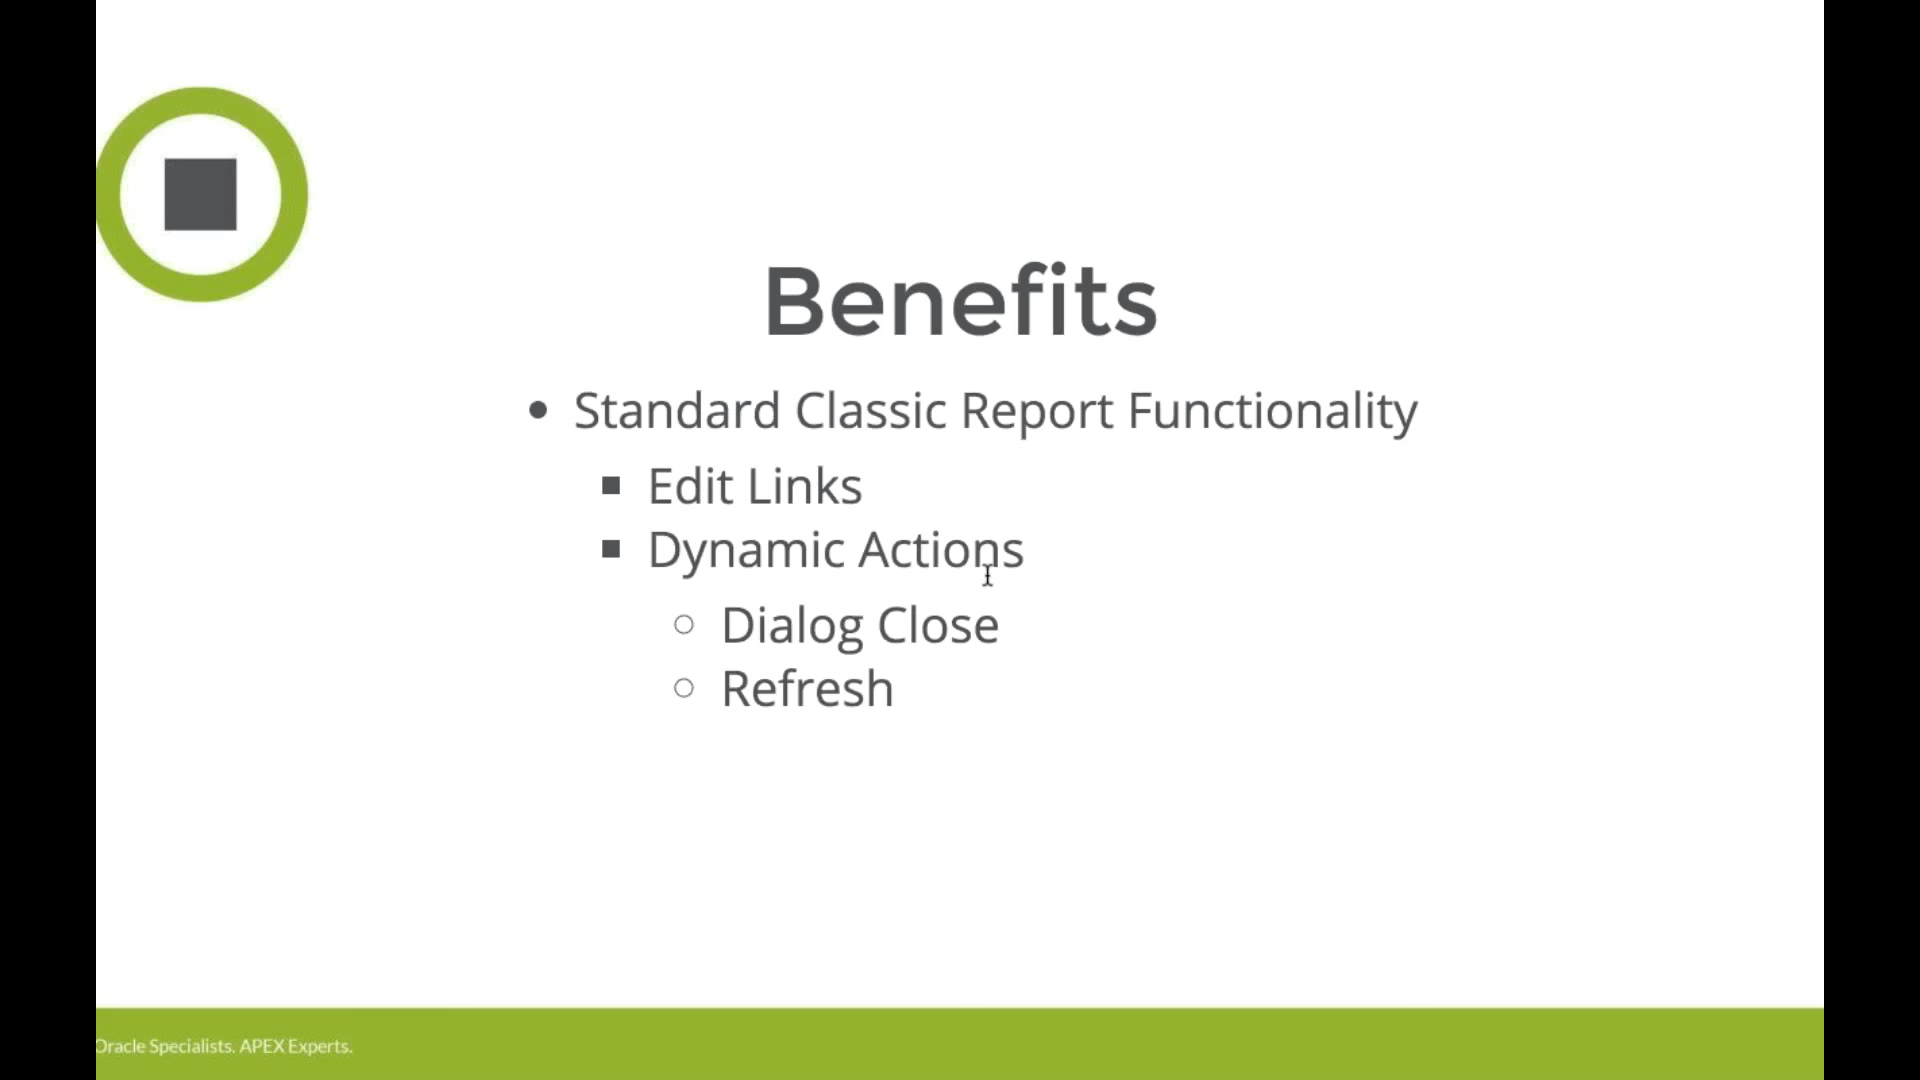 Benefits
Standard Classic Report Functionality
Edit Links
Dynamic Actions
Dialog Close
Refresh
Oracle Specialists. APEX Experts.